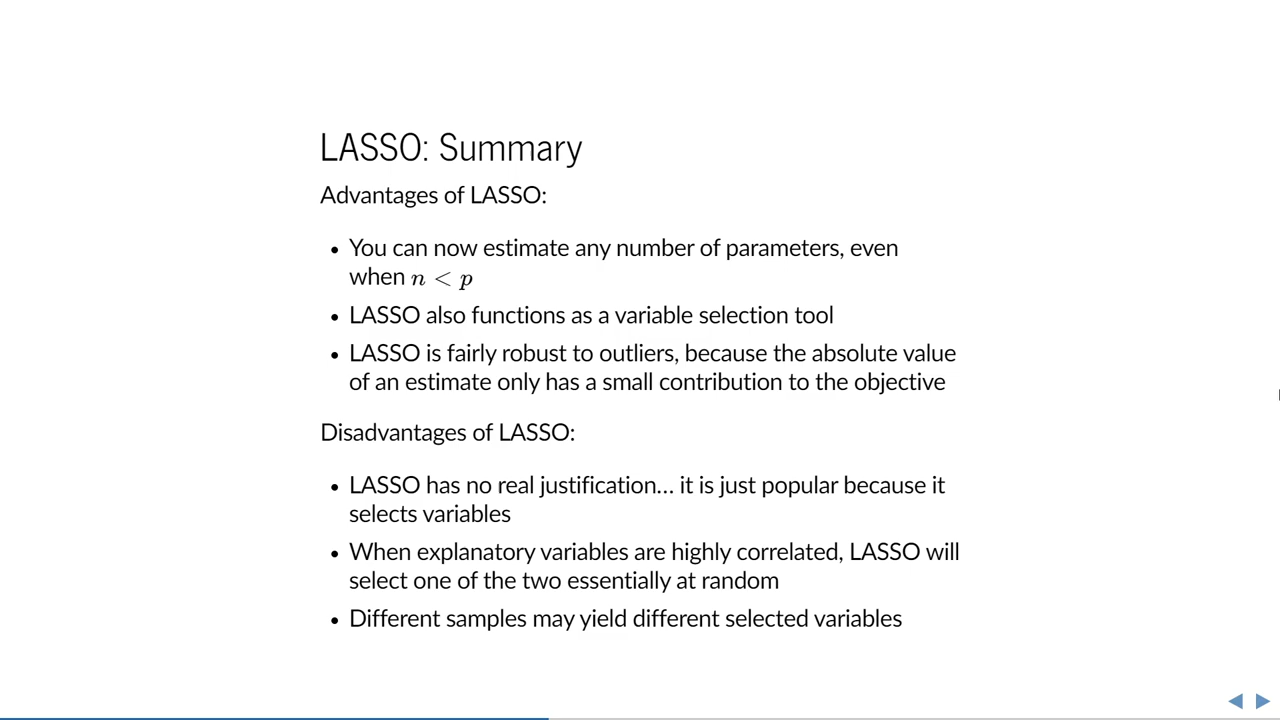 LASSO: Summary
Advantages of LASSO:
• You can now estimate any number of parameters, even
when n < p
• LASSO also functions as a variable selection tool
• LASSO is fairly robust to outliers, because the absolute value
of an estimate only has a small contribution to the objective
Disadvantages of LASSO:
• LASSO has no real justification… it is just popular because it
selects variables
• When explanatory variables are highly correlated, LASSO will
select one of the two essentially at random
• Different samples may yield different selected variables